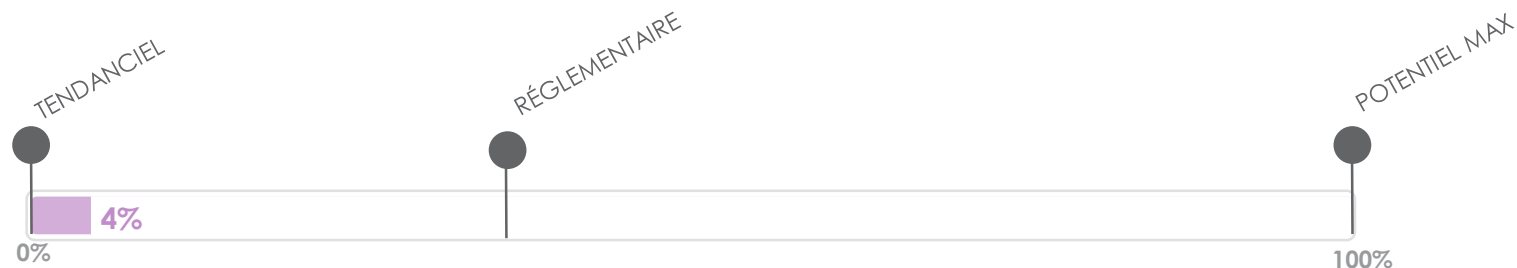 TENDANCIEL
RÉGLEMENTAIRE
POTENTIEL MAX
4%
0%
100%